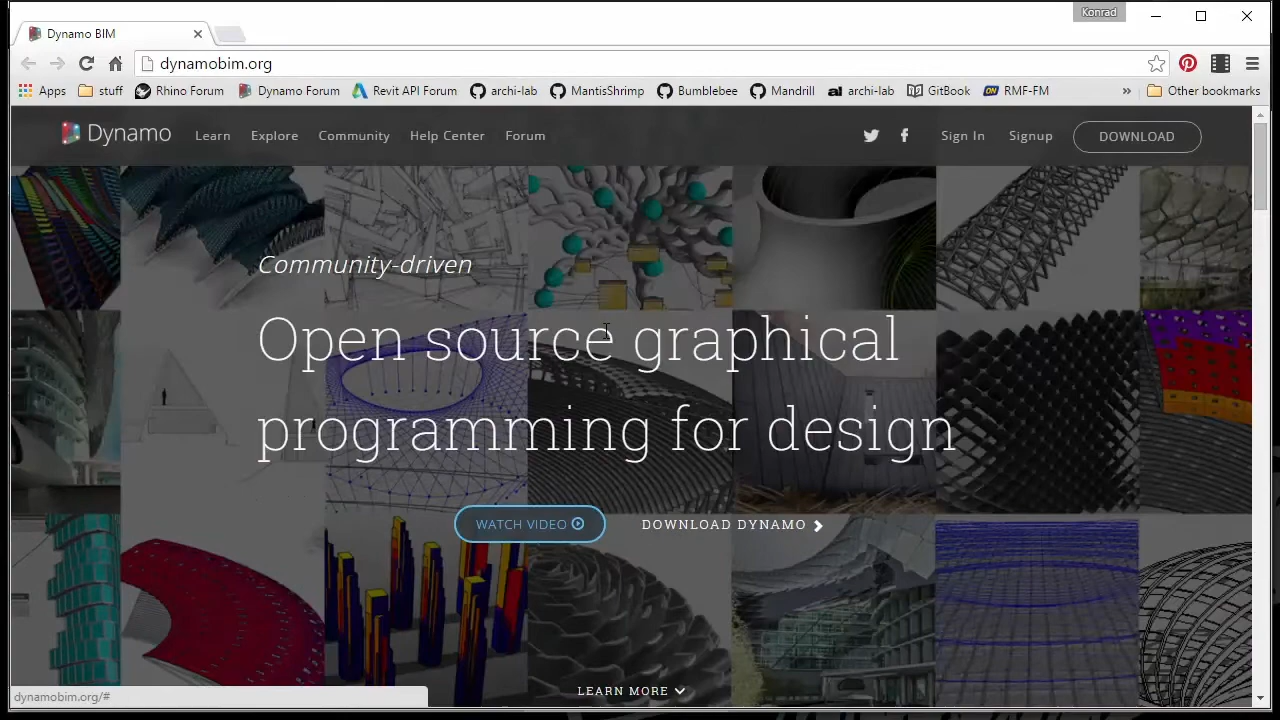 Konrad
Dynamo BIM
dynamobim.org
Apps stuff Rhino Forum Dynamo Forum Revit API Forum archi-lab MantisShrimp Bumblebee Mandrill archi-lab GitBook RMF-FM » Other bookmarks
Dynamo Learn Explore Community Help Center Forum Sign In Signup DOWNLOAD
Community-driven
Open source graphical
programming for design
WATCH VIDEO DOWNLOAD DYNAMO
LEARN MORE
dynamobim.org/#